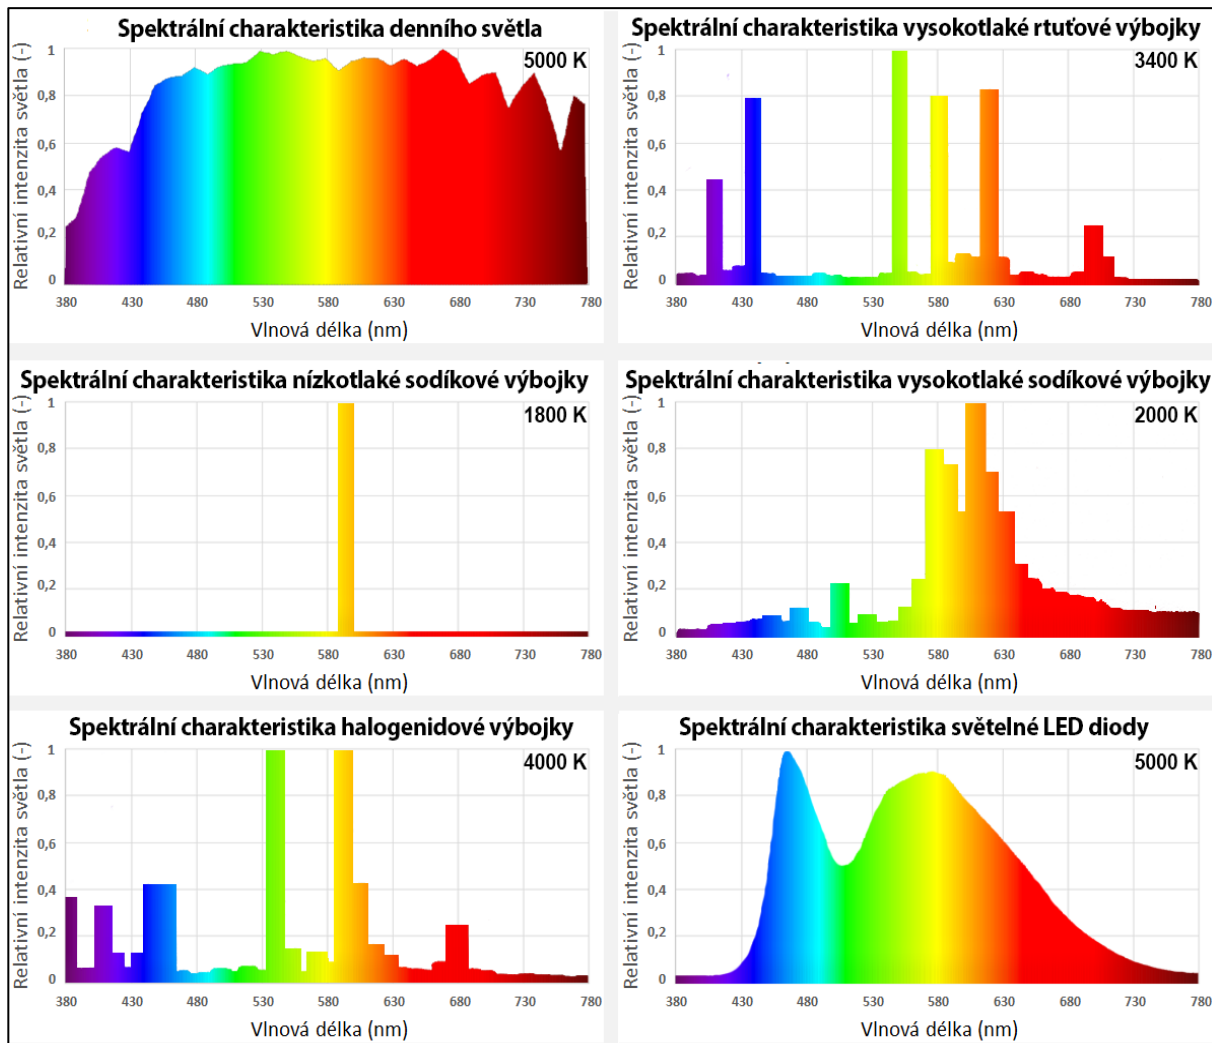 Spektrální charakteristika denního světla
5000 K
Relativní intenzita světla (-)
1
0,8
0,6
0,4
0,2
0
380 430 480 530 580 630 680 730 780
Vlnová délka (nm)
Spektrální charakteristika vysokotlaké rtuťové výbojky
3400 K
Relativní intenzita světla (-)
1
0,8
0,6
0,4
0,2
0
380 430 480 530 580 630 680 730 780
Vlnová délka (nm)
Spektrální charakteristika nízkotlaké sodíkové výbojky
1800 K
Relativní intenzita světla (-)
1
0,8
0,6
0,4
0,2
0
380 430 480 530 580 630 680 730 780
Vlnová délka (nm)
Spektrální charakteristika vysokotlaké sodíkové výbojky
2000 K
Relativní intenzita světla (-)
1
0,8
0,6
0,4
0,2
0
380 430 480 530 580 630 680 730 780
Vlnová délka (nm)
Spektrální charakteristika halogenidové výbojky
4000 K
Relativní intenzita světla (-)
1
0,8
0,6
0,4
0,2
0
380 430 480 530 580 630 680 730 780
Vlnová délka (nm)
Spektrální charakteristika světelné LED diody
5000 K
Relativní intenzita světla (-)
1
0,8
0,6
0,4
0,2
0
380 430 480 530 580 630 680 730 780
Vlnová délka (nm)